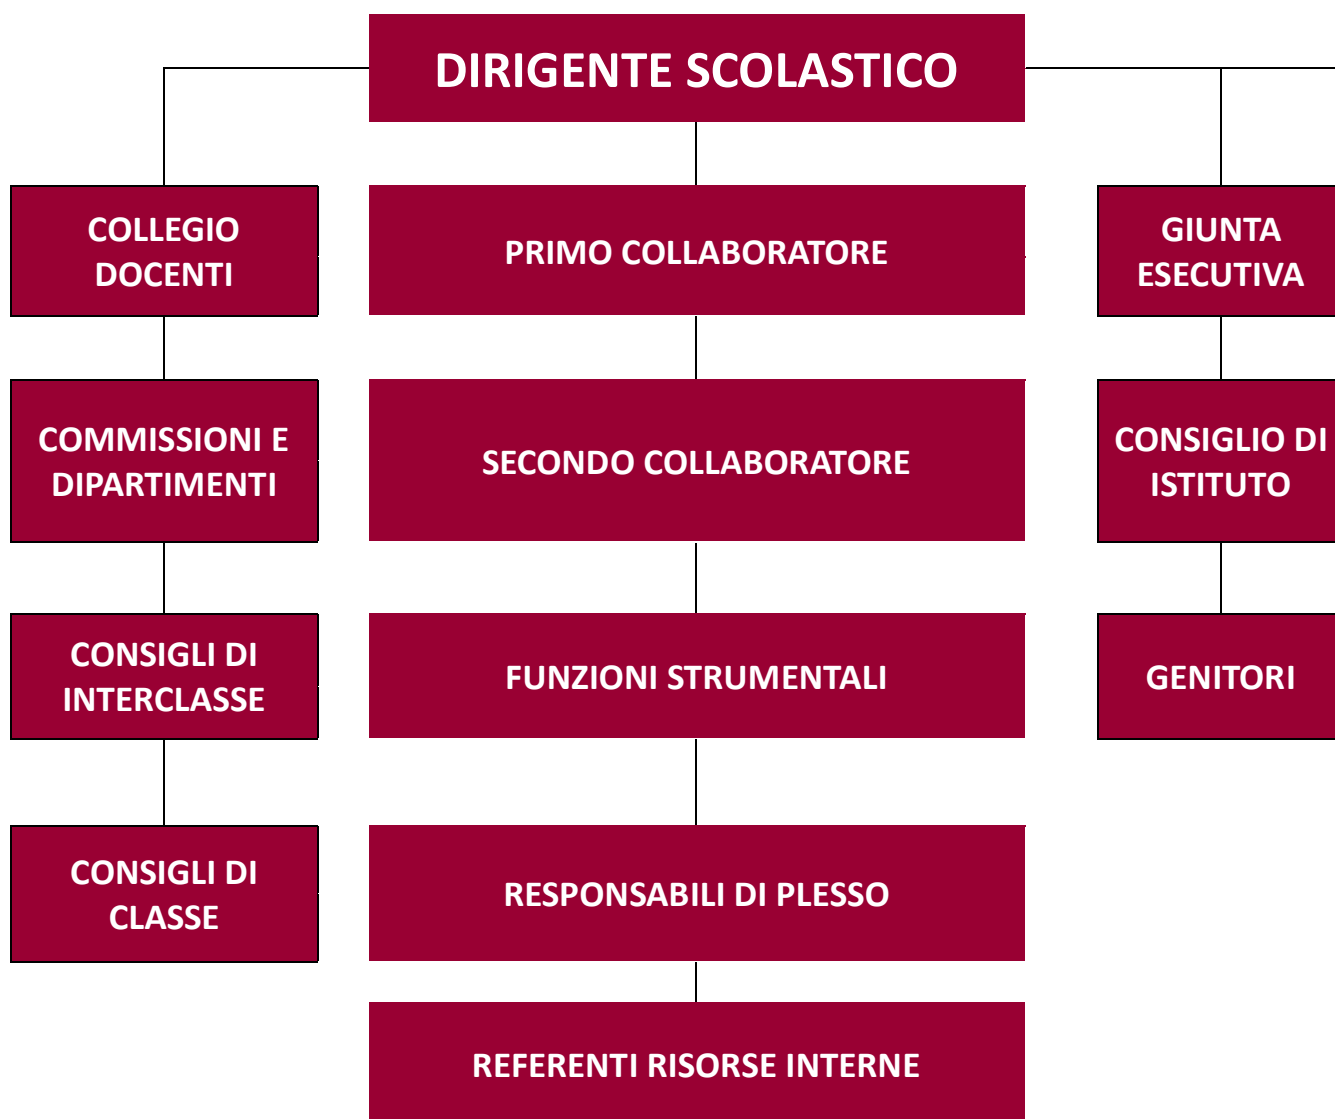 DIRIGENTE SCOLASTICO
COLLEGIO
DOCENTI
PRIMO COLLABORATORE
GIUNTA
ESECUTIVA
COMMISSIONI E
DIPARTIMENTI
SECONDO COLLABORATORE
CONSIGLIO DI
ISTITUTO
CONSIGLI DI
INTERCLASSE
FUNZIONI STRUMENTALI
GENITORI
CONSIGLI DI
CLASSE
RESPONSABILI DI PLESSO
REFERENTI RISORSE INTERNE